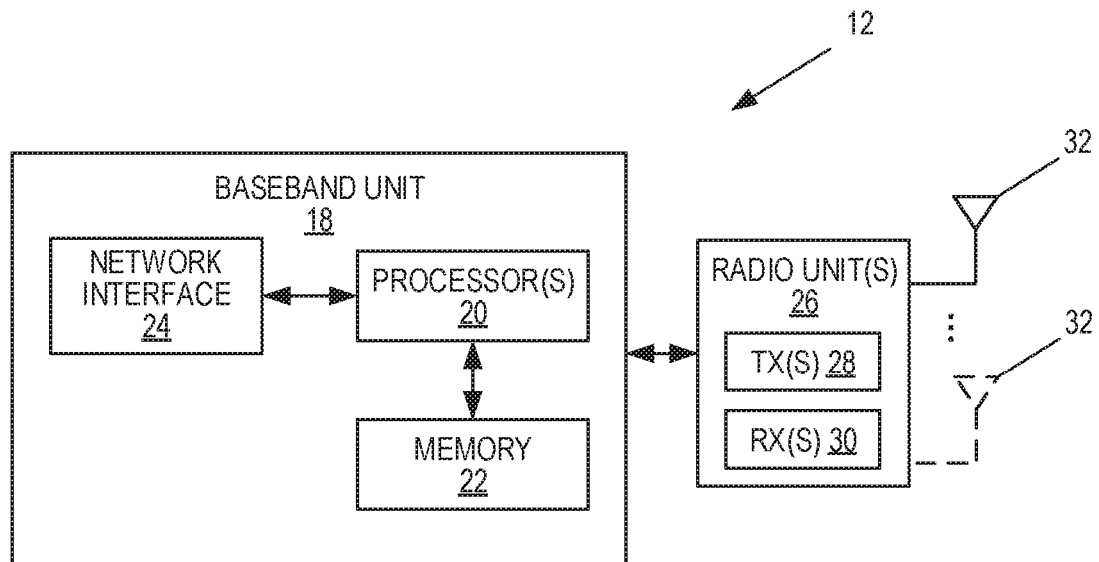 12
32
BASEBAND UNIT
18
NETWORK
INTERFACE
24
PROCESSOR(S)
20
MEMORY
22
RADIO UNIT(S)
26
TX(S) 28
RX(S) 30
32